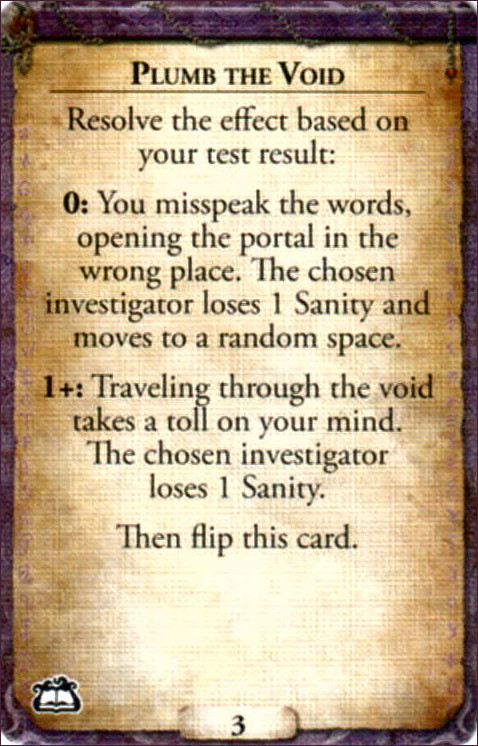 Plumb the Void
Resolve the effect based on
your test result:
0: You misspeak the words,
opening the portal in the
wrong place. The chosen
investigator loses 1 Sanity and
moves to a random space.
1+: Traveling through the void
takes a toll on your mind.
The chosen investigator
loses 1 Sanity.
Then flip this card.
3